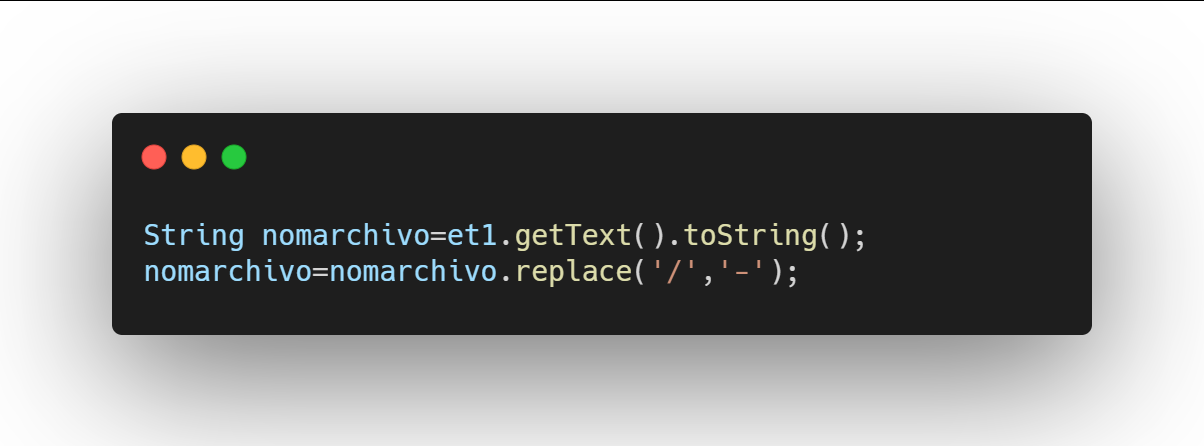 String nomarchivo=et1.getText().toString();
nomarchivo=nomarchivo.replace('/','-');